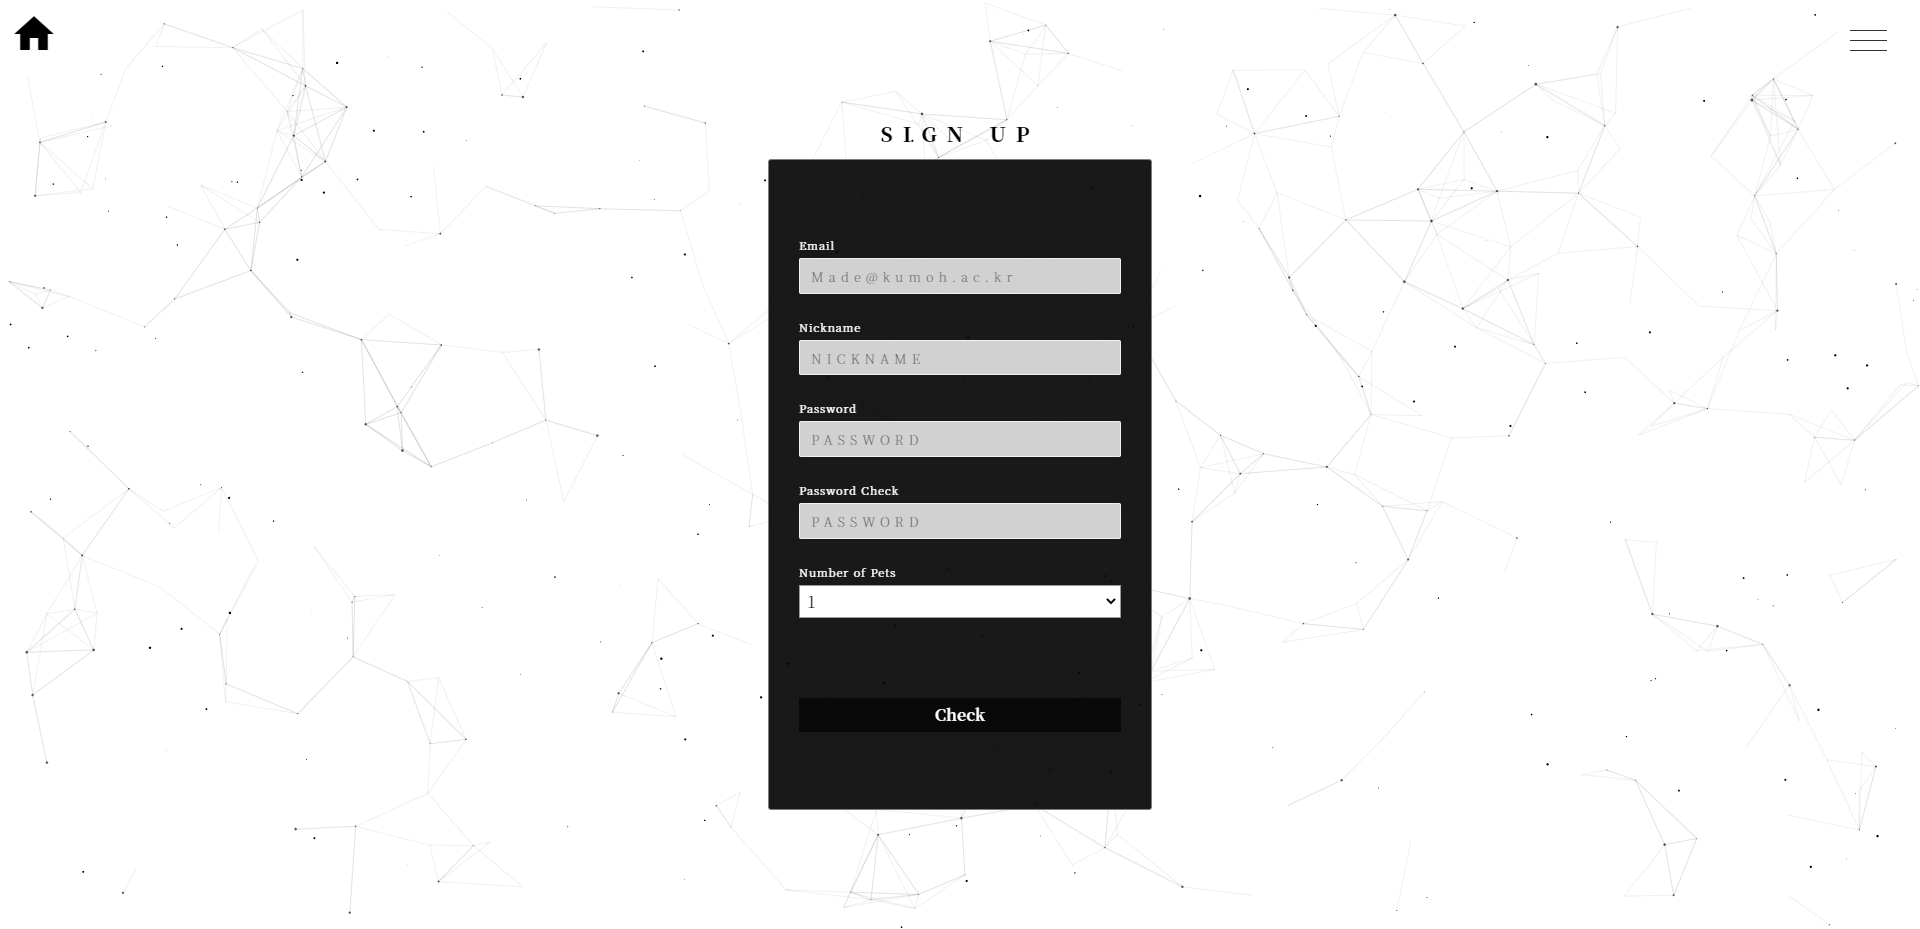 SIGN UP
Email
Made@kumoh.ac.kr
Nickname
NICKNAME
Password
PASSWORD
Password Check
PASSWORD
Number of Pets
1
Check